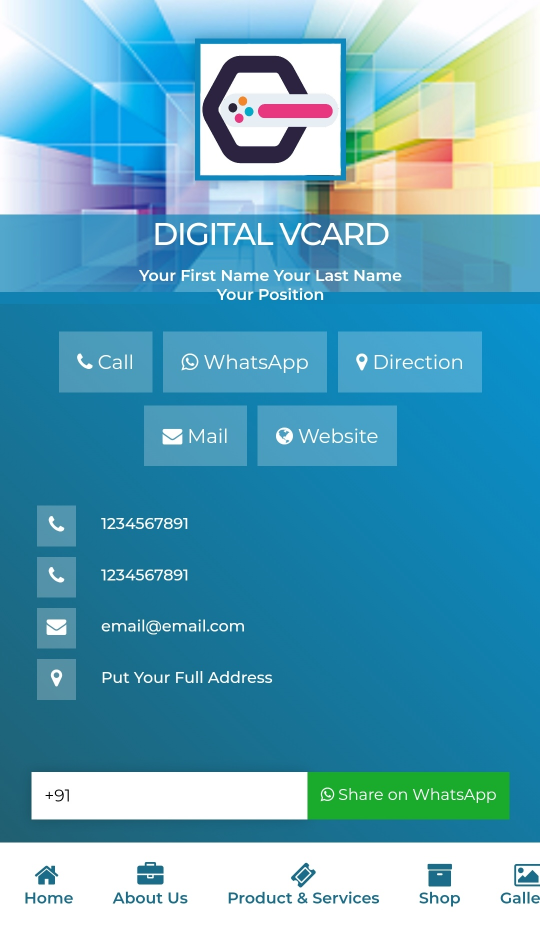 DIGITAL VCARD
Your First Name Your Last Name
Your Position
Call
WhatsApp
Direction
Mail
Website
1234567891
1234567891
email@email.com
Put Your Full Address
+91
Share on WhatsApp
Home
About Us
Product & Services
Shop
Galle